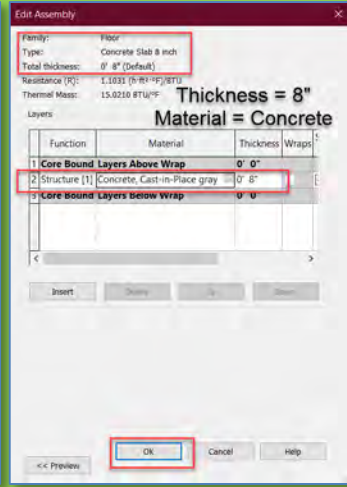 Edit Assembly
Family: Floor
Type: Concrete Slab 8 inch
Total thickness: 0' 8" (Default)
Resistance (R): 1.1031 (h·ft²·°F)/BTU
Thermal Mass: 15.0210 BTU/°F
Thickness = 8"
Material = Concrete
Layers
Function Material Thickness Wraps
1 Core Bound Layers Above Wrap 0' 0"
2 Structure [1] Concrete, Cast-in-Place gray 0' 8"
3 Core Bound Layers Below Wrap 0' 0"
Insert Delete Up Down
OK Cancel Help
<< Preview